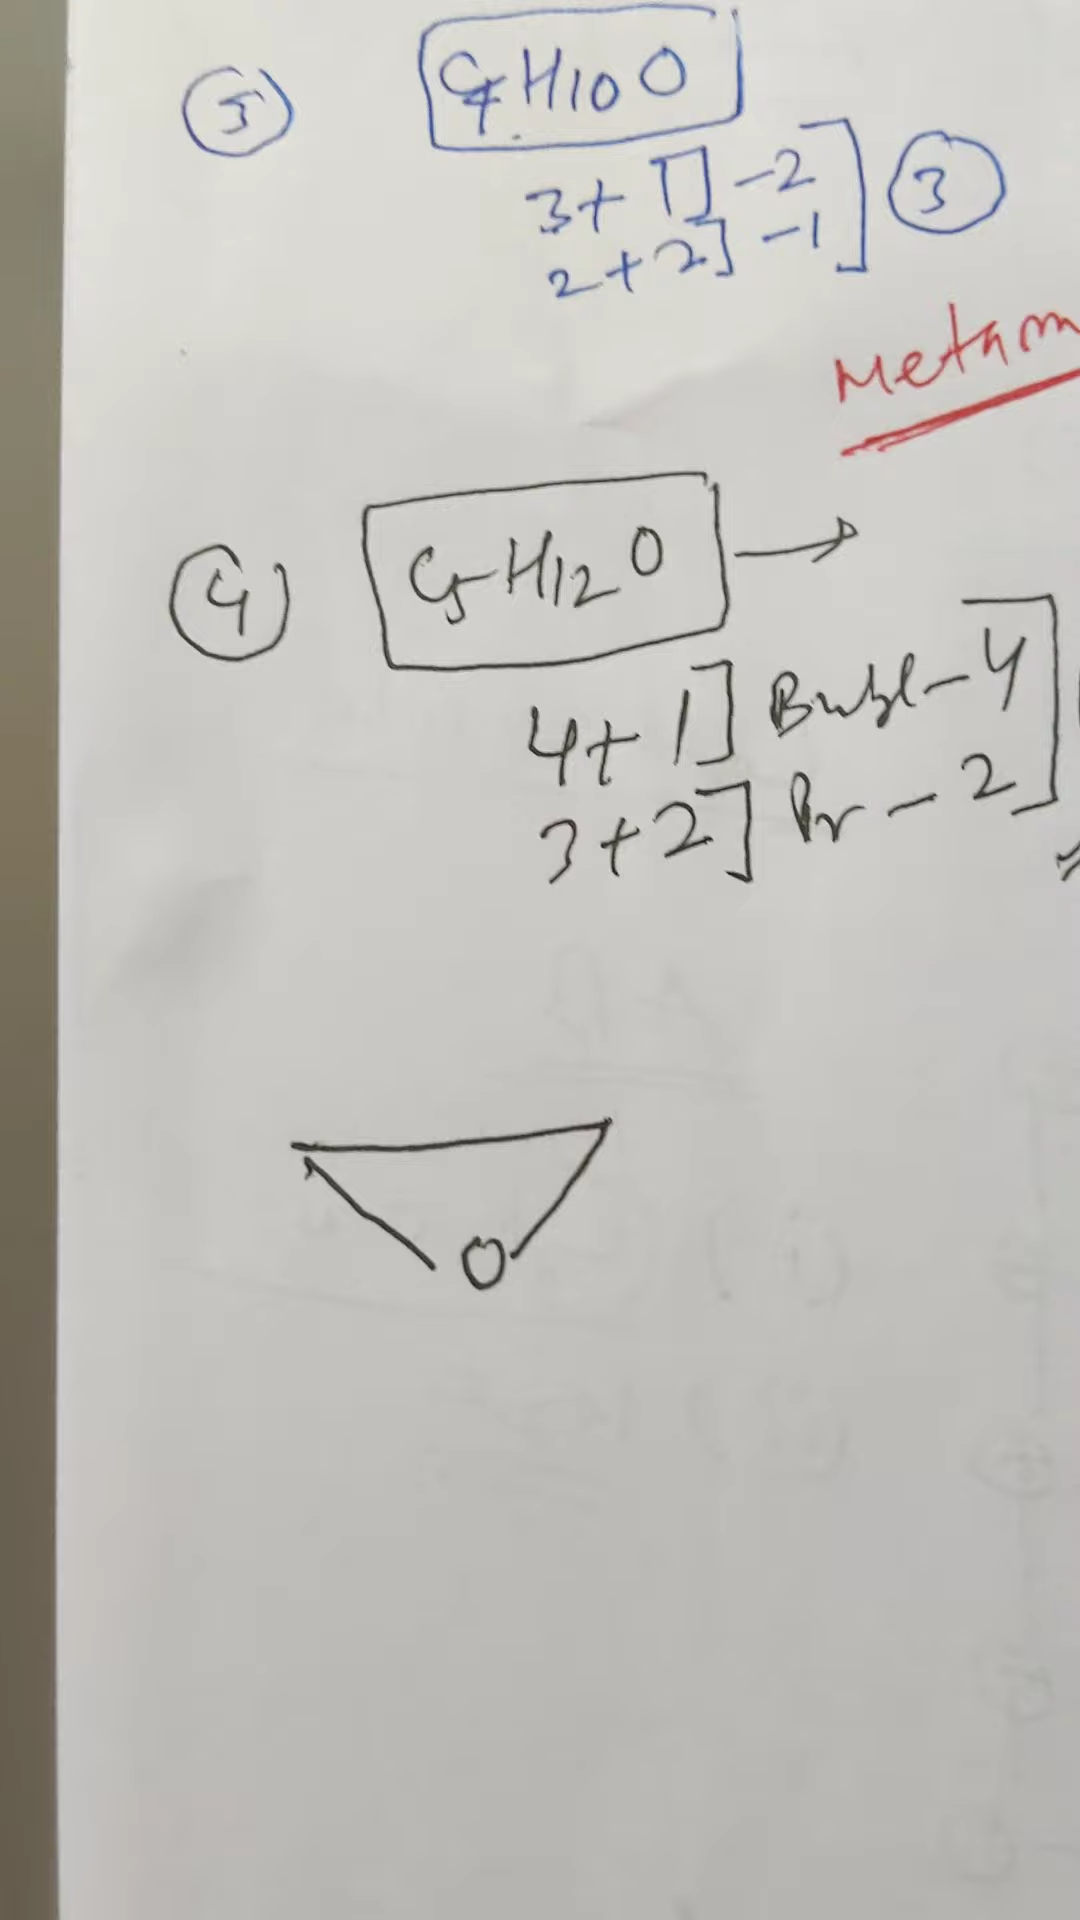 3 C4H10O
3+1] -2
2+2] -1] 3
Metam
4 C5H12O →
4+1] Butyl-4
3+2] Pr-2
O